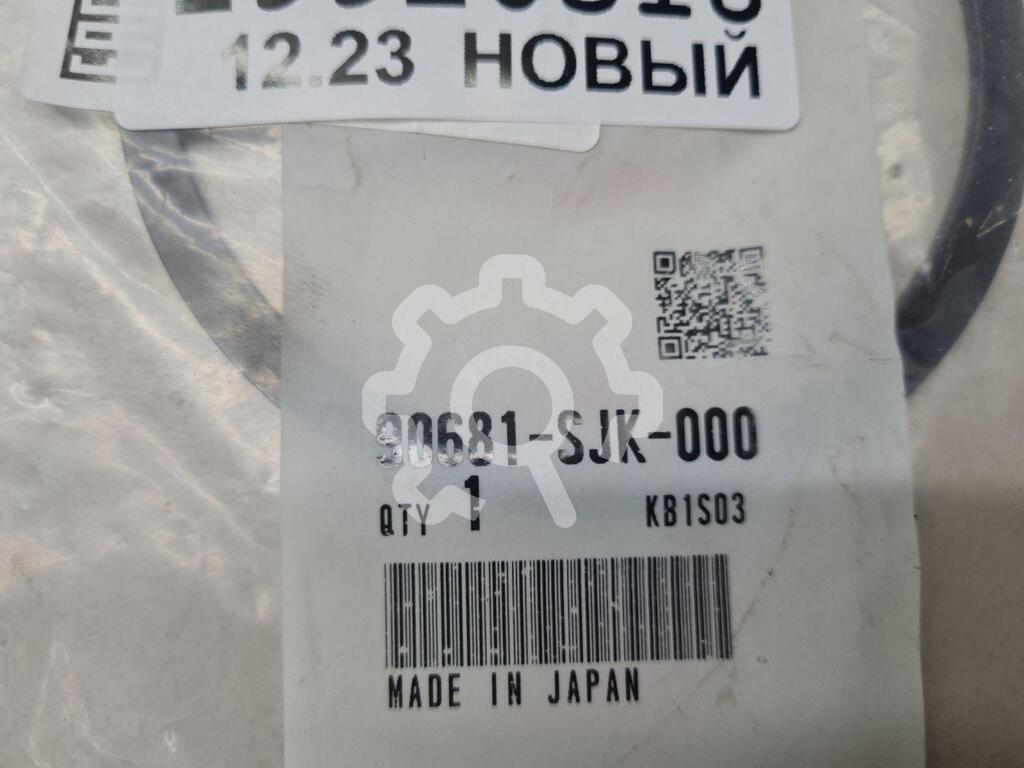 12.23 НОВЫЙ
90681-SJK-000
QTY 1 KB1S03
MADE IN JAPAN